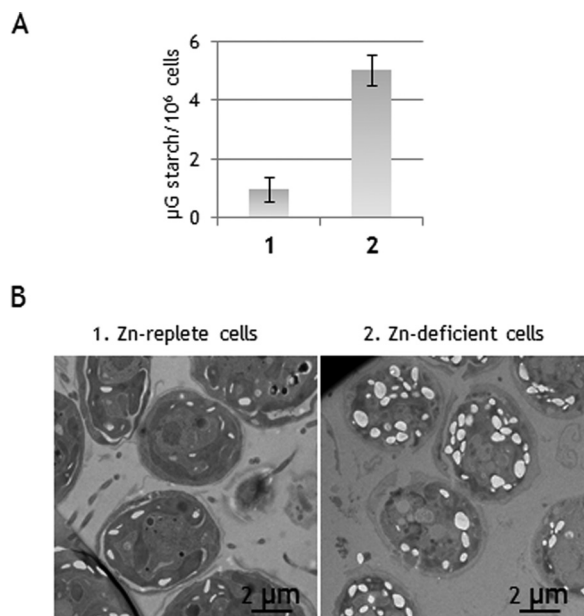 A
µG starch/10⁶ cells
6
4
2
0
1 2
B
1. Zn-replete cells 2. Zn-deficient cells
2 µm 2 µm